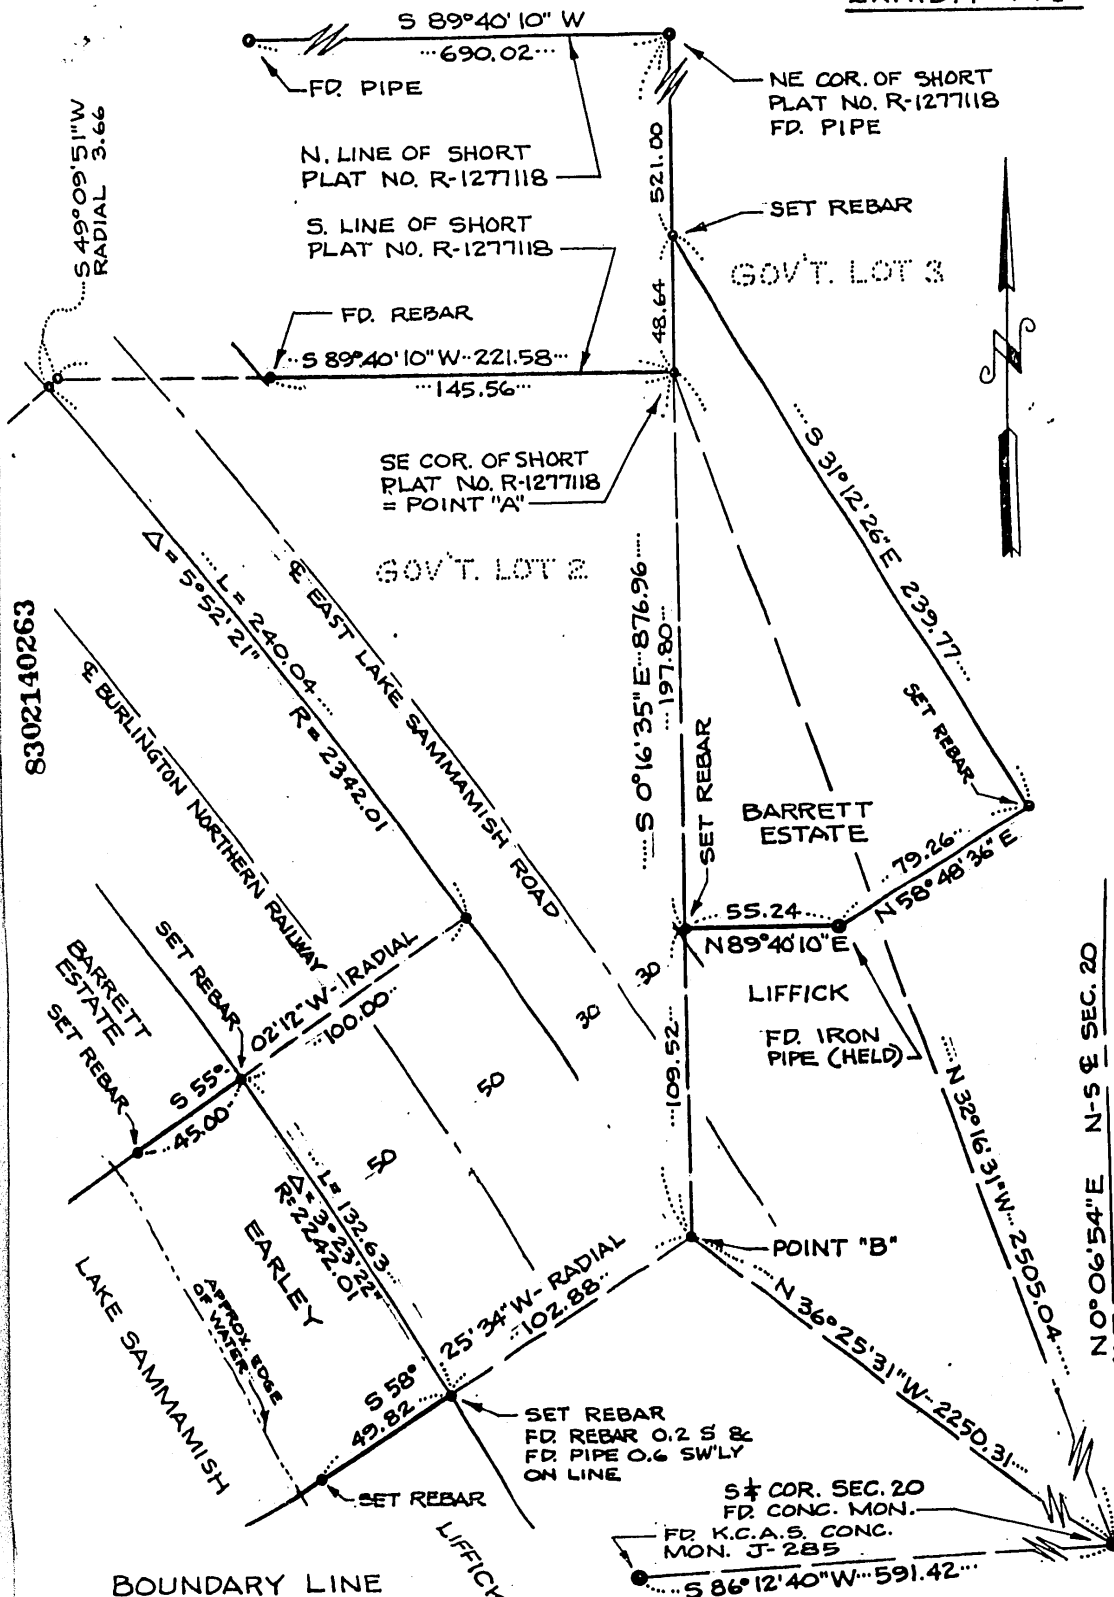 S 89°40'10" W
690.02
FD. PIPE
NE COR. OF SHORT
PLAT NO. R-1277118
FD. PIPE
S 49°09'51"W
RADIAL 3.66
N. LINE OF SHORT
PLAT NO. R-1277118
521.00
SET REBAR
S. LINE OF SHORT
PLAT NO. R-1277118
GOV'T. LOT 3
48.64
FD. REBAR
S 89°40'10"W 221.58
145.56
SE COR. OF SHORT
PLAT NO. R-1277118
= POINT "A"
S 31°12'26"E 239.77
GOV'T. LOT 2
Δ = 5°52'21"
L = 240.04
R = 2342.01
℄ EAST LAKE SAMMAMISH ROAD
S 0°16'35"E 876.96
197.80
8302140263
℄ BURLINGTON NORTHERN RAILWAY
SET REBAR
SET REBAR
BARRETT
ESTATE
79.26
N 58°48'36"E
55.24
N89°40'10"E
30
30
LIFFICK
FD. IRON
PIPE (HELD)
BARRETT
ESTATE
SET REBAR
SET REBAR
S 55° 02'12"W-RADIAL
100.00
45.00
50
50
109.52
N 32°16'31"W 2505.04
N 0°06'54"E N-S ℄ SEC. 20
L= 132.63
Δ = 3°23'22"
R= 2242.01
EARLEY
POINT "B"
LAKE SAMMAMISH
APPROX. EDGE
OF WATER
S 58° 25'34"W-RADIAL
102.88
49.82
N 36°25'31"W 2250.31
SET REBAR
FD. REBAR 0.2 S &
FD. PIPE 0.6 SW'LY
ON LINE
SET REBAR
S¼ COR. SEC. 20
FD. CONC. MON.
FD. K.C.A.S. CONC.
MON. J-285
S 86°12'40"W 591.42
LIFFICK
BOUNDARY LINE